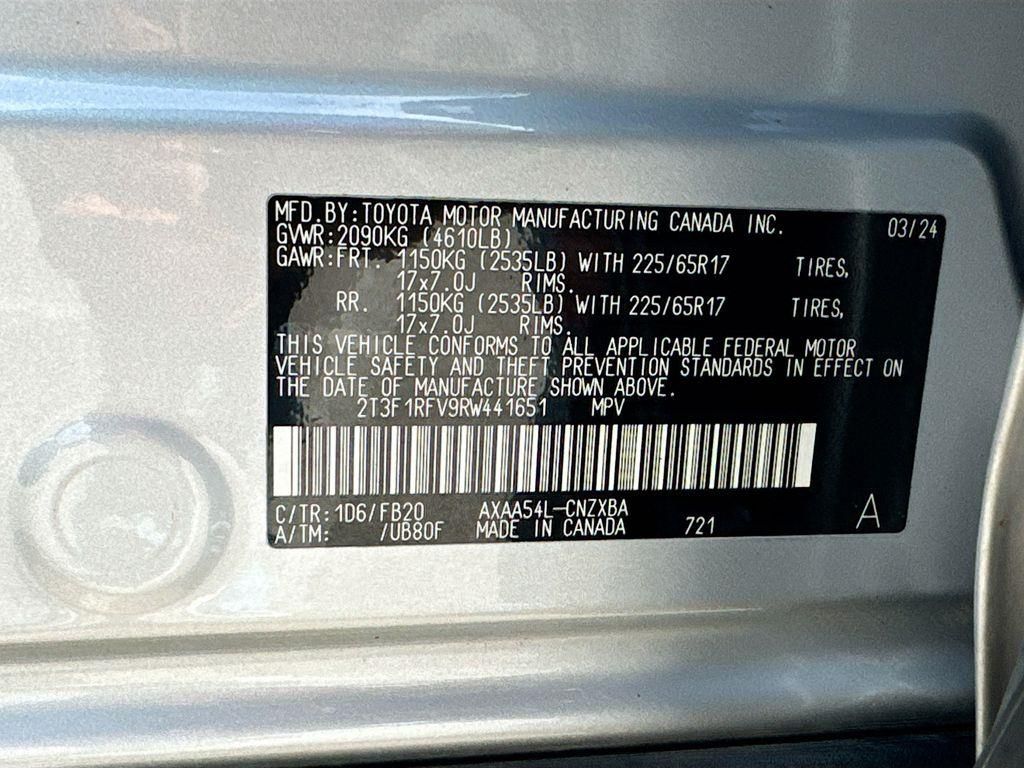 MFD.BY:TOYOTA MOTOR MANUFACTURING CANADA INC. 03/24
GVWR:2090KG (4610LB)
GAWR:FRT. 1150KG (2535LB) WITH 225/65R17 TIRES,
17x7.0J RIMS.
RR. 1150KG (2535LB) WITH 225/65R17 TIRES,
17x7.0J RIMS.
THIS VEHICLE CONFORMS TO ALL APPLICABLE FEDERAL MOTOR
VEHICLE SAFETY AND THEFT PREVENTION STANDARDS IN EFFECT ON
THE DATE OF MANUFACTURE SHOWN ABOVE.
2T3F1RFV9RW441651 MPV
C/TR:1D6/FB20 AXAA54L-CNZXBA
A/TM: /UB80F MADE IN CANADA 721 A